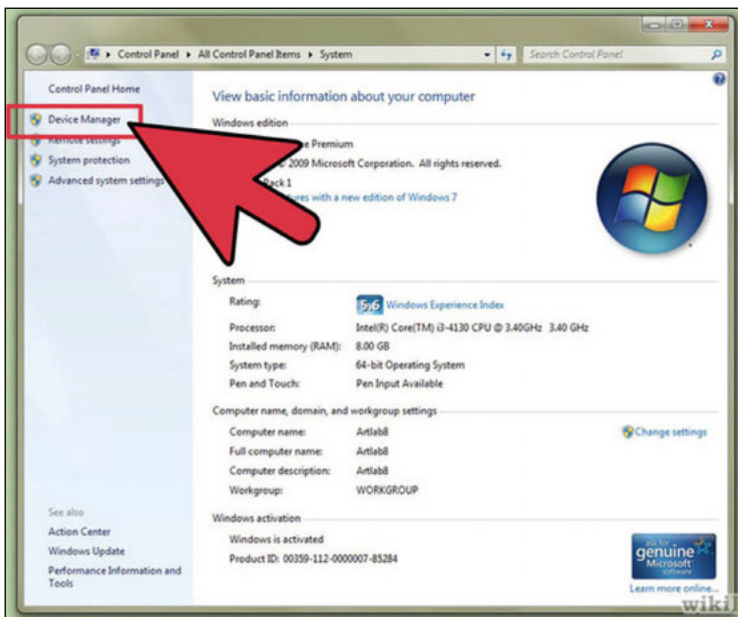 Control Panel ▸ All Control Panel Items ▸ System
Search Control Panel
Control Panel Home
Device Manager
Remote settings
System protection
Advanced system settings
View basic information about your computer
Windows edition
Premium
2009 Microsoft Corporation. All rights reserved.
Pack 1
with a new edition of Windows 7
System
Rating:
5,6 Windows Experience Index
Processor: Intel(R) Core(TM) i3-4130 CPU @ 3.40GHz 3.40 GHz
Installed memory (RAM): 8.00 GB
System type: 64-bit Operating System
Pen and Touch: Pen Input Available
Computer name, domain, and workgroup settings
Computer name: Artlab8
Change settings
Full computer name: Artlab8
Computer description: Artlab8
Workgroup: WORKGROUP
Windows activation
Windows is activated
Product ID: 00359-112-0000007-85284
ask for
genuine
Microsoft
software
Learn more online...
See also
Action Center
Windows Update
Performance Information and
Tools
wiki